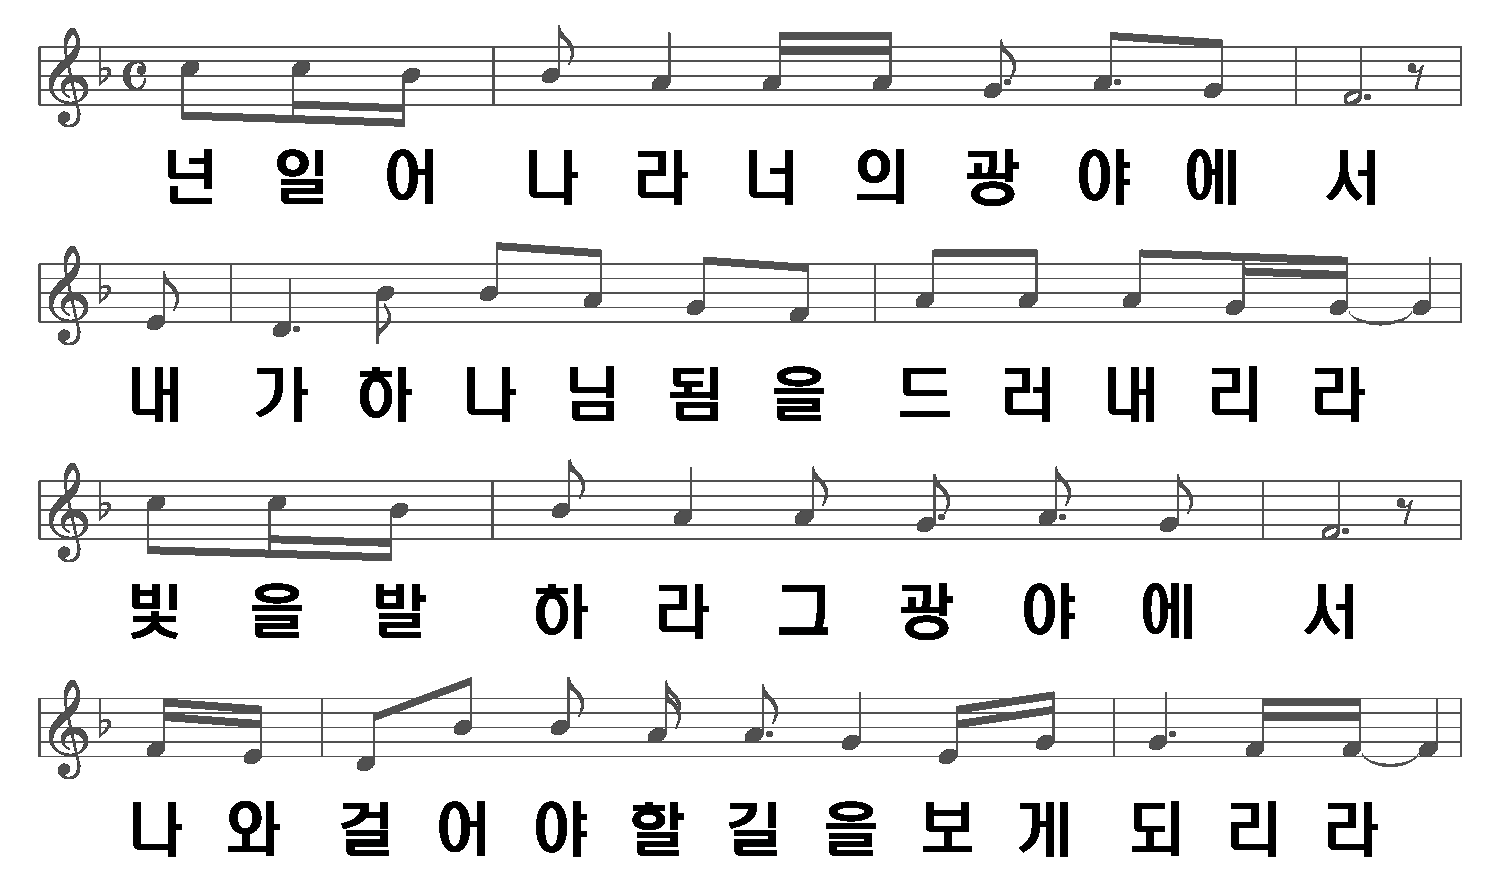 넌 일 어 나 라 너 의 광 야 에 서
내 가 하 나 님 됨 을 드 러 내 리 라
빛 을 발 하 라 그 광 야 에 서
나 와 걸 어 야 할 길 을 보 게 되 리 라